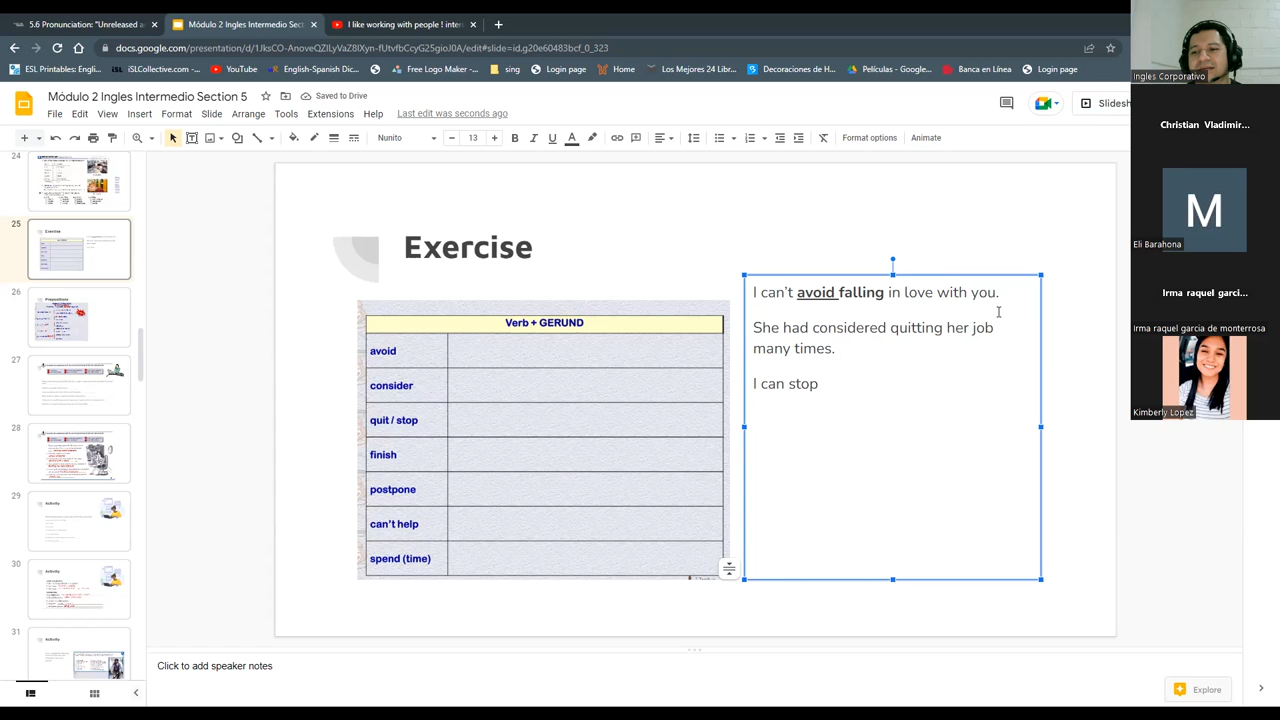 5.6 Pronunciation: "Unreleased a
Módulo 2 Ingles Intermedio Sect
I like working with people ! inter
docs.google.com/presentation/d/1JksCO-AnoveQZlLyVaZ8lXyn-fUtvfbCcyG25gioJ0A/edit#slide=id.g20e60483bcf_0_323
ESL Printables: En...
iSLCollective.com -...
YouTube
English-Spanish Dic...
Free Logo Maker -...
ing
Home
Los Mejores 24 Libr...
Decoraciones de H...
Películas - Google...
Banca en Línea
Login page
Módulo 2 Ingles Intermedio Section 5
Saved to Drive
File Edit View Insert Format Slide Arrange Tools Extensions Help
Last edit was seconds ago
Slidesh
Nunito
13
Format options
Animate
24
25
26
27
28
29
30
31
Exercise
Verb + GERUND
avoid
consider
quit / stop
finish
postpone
can't help
spend (time)
I can't avoid falling in love with you.
She had considered quitting her job
many times.
I can stop
Click to add speaker notes
Explore
Ingles Corporativo
Christian Vladimir...
M
Eli Barahona
Irma raquel garci...
Irma raquel garcia de monterrosa
Kimberly Lopez